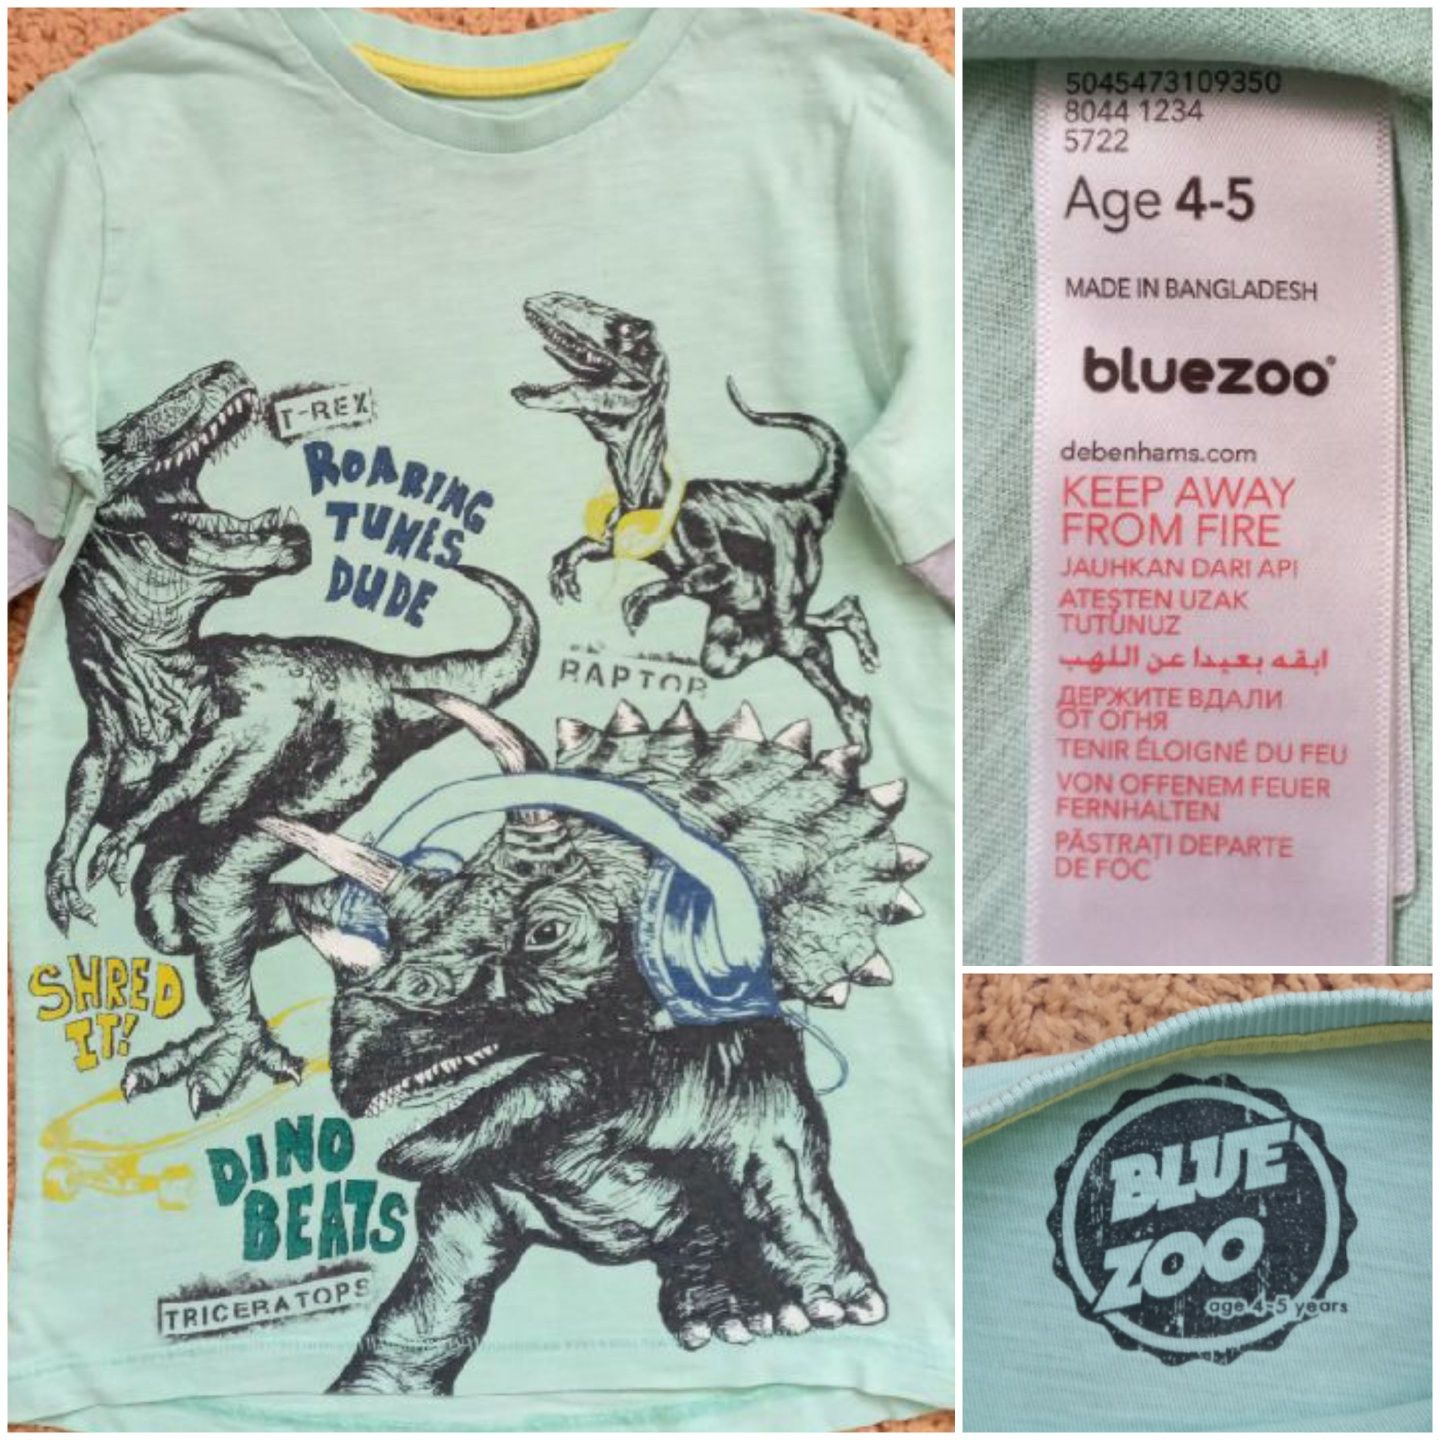 T-REX
ROARING
TUNES
DUDE
RAPTOR
SHRED
IT!
DINO
BEATS
TRICERATOPS
5045473109350
8044 1234
5722
Age 4-5
MADE IN BANGLADESH
bluezoo®
debenhams.com
KEEP AWAY
FROM FIRE
JAUHKAN DARI API
ATEŞTEN UZAK
TUTUNUZ
ابقه بعيدا عن اللهب
ДЕРЖИТЕ ВДАЛИ
ОТ ОГНЯ
TENIR ÉLOIGNÉ DU FEU
VON OFFENEM FEUER
FERNHALTEN
PĂSTRAȚI DEPARTE
DE FOC
BLUE
ZOO
age 4-5 years